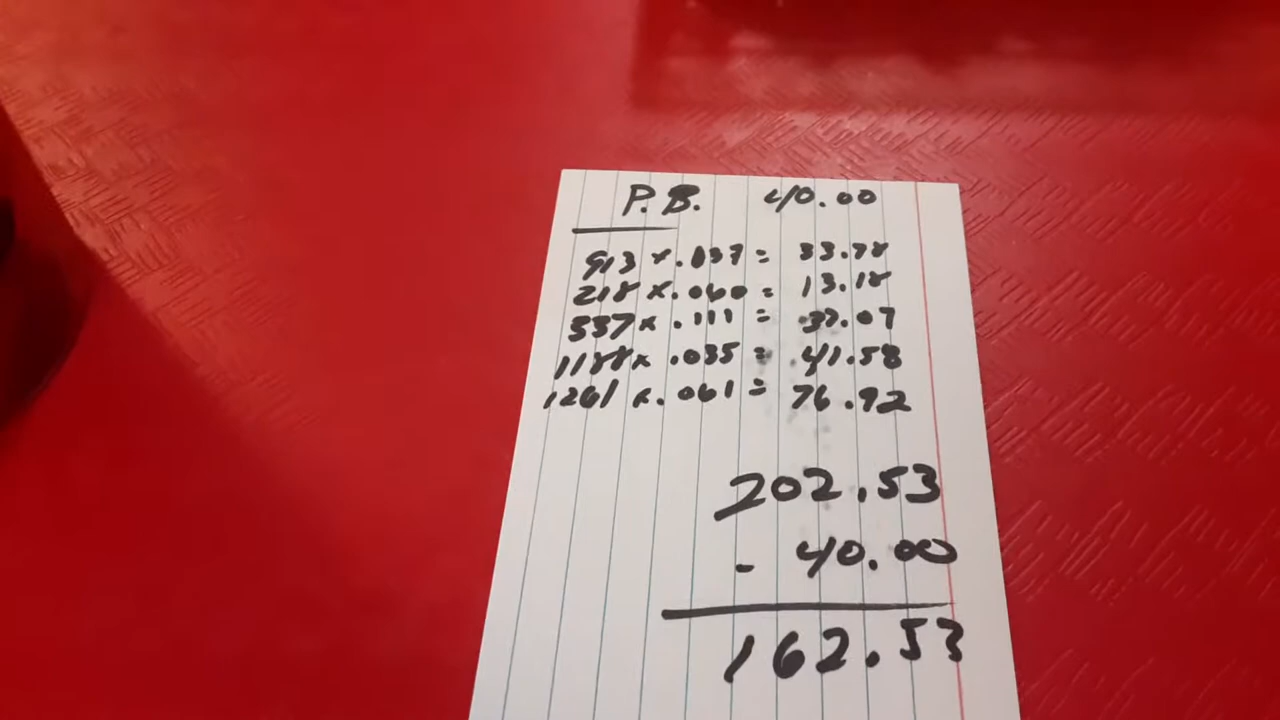 P.B. 40.00
913 x .037 = 33.78
218 x .060 = 13.18
337 x .111 = 37.07
1188 x .035 = 41.58
1261 x .061 = 76.92
202.53
- 40.00
162.53